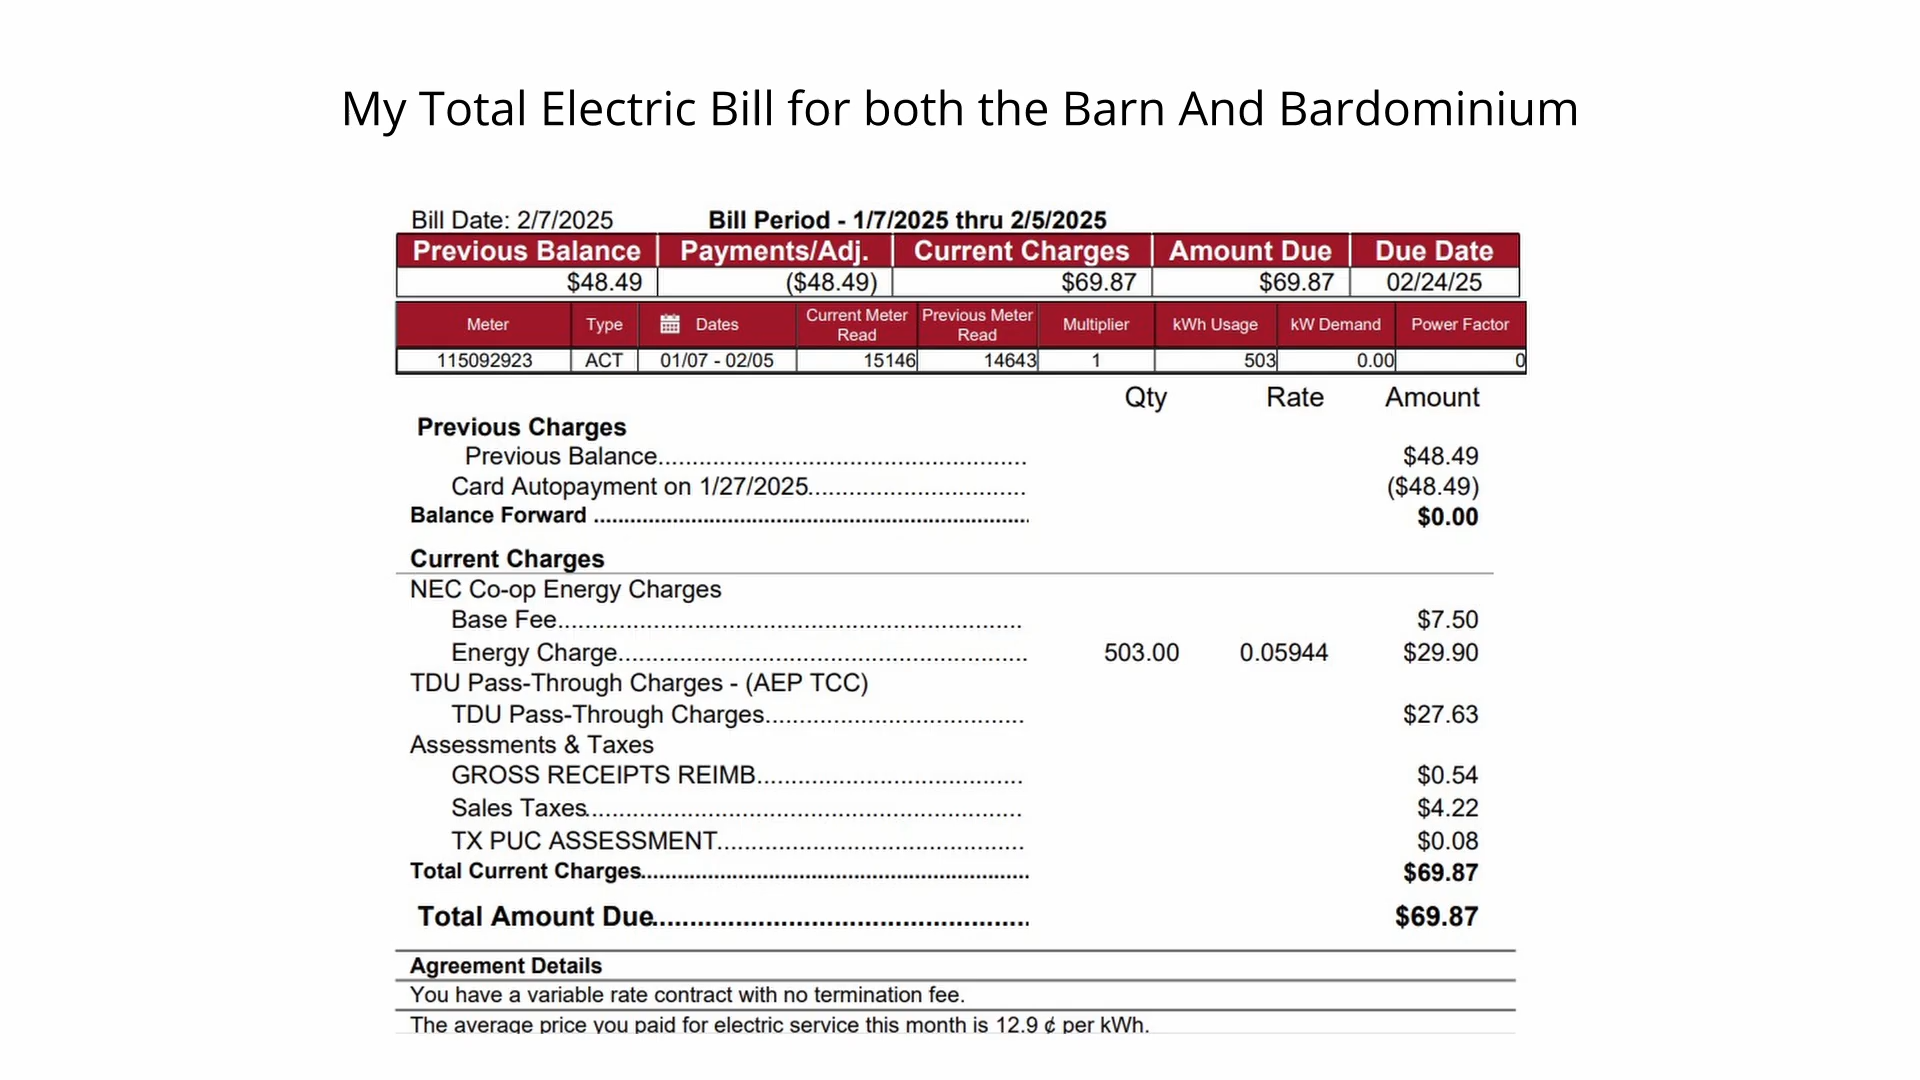 My Total Electric Bill for both the Barn And Bardominium
Bill Date: 2/7/2025 Bill Period - 1/7/2025 thru 2/5/2025
Previous Balance Payments/Adj. Current Charges Amount Due Due Date
$48.49 ($48.49) $69.87 $69.87 02/24/25
Meter Type Dates Current Meter Read Previous Meter Read Multiplier kWh Usage kW Demand Power Factor
115092923 ACT 01/07 - 02/05 15146 14643 1 503 0.00 0
Qty Rate Amount
Previous Charges
Previous Balance..................................................... $48.49
Card Autopayment on 1/27/2025............................... ($48.49)
Balance Forward ......................................................................... $0.00
Current Charges
NEC Co-op Energy Charges
Base Fee.................................................................. $7.50
Energy Charge.......................................................... 503.00 0.05944 $29.90
TDU Pass-Through Charges - (AEP TCC)
TDU Pass-Through Charges..................................... $27.63
Assessments & Taxes
GROSS RECEIPTS REIMB...................................... $0.54
Sales Taxes.............................................................. $4.22
TX PUC ASSESSMENT............................................ $0.08
Total Current Charges................................................................. $69.87
Total Amount Due.................................................. $69.87
Agreement Details
You have a variable rate contract with no termination fee.
The average price you paid for electric service this month is 12.9 ¢ per kWh.